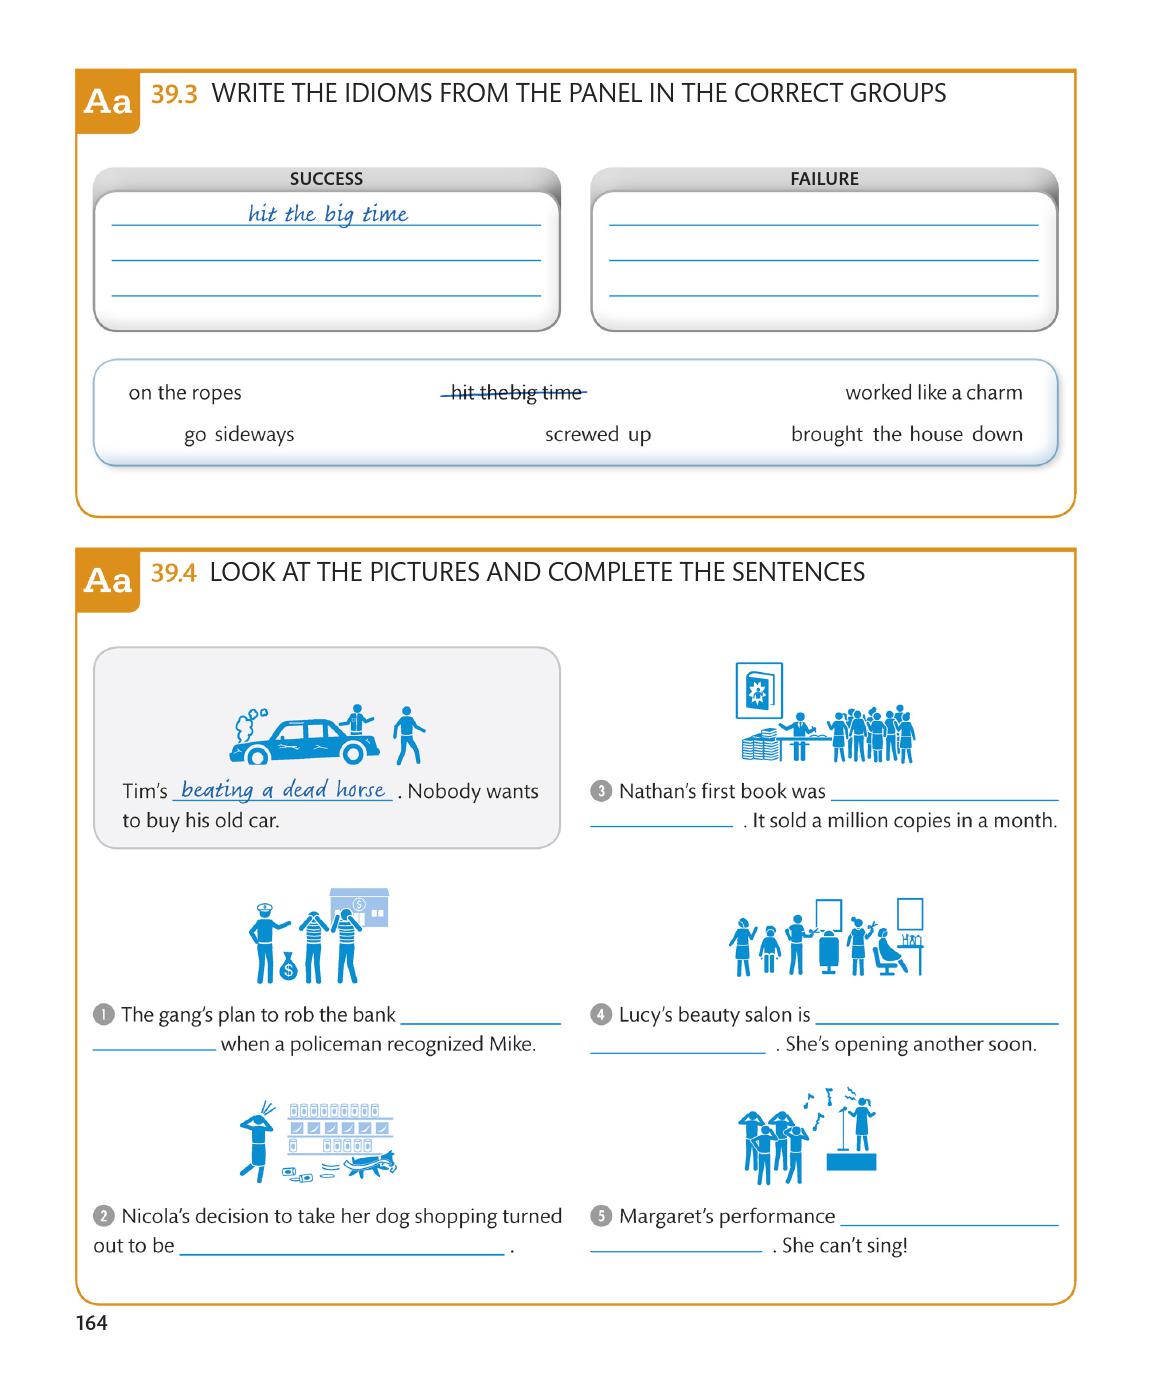 Aa 39.3 WRITE THE IDIOMS FROM THE PANEL IN THE CORRECT GROUPS
SUCCESS
hit the big time
FAILURE
on the ropes hit the big time worked like a charm
go sideways screwed up brought the house down
Aa 39.4 LOOK AT THE PICTURES AND COMPLETE THE SENTENCES
Tim's beating a dead horse . Nobody wants
to buy his old car.
$
$
1 The gang's plan to rob the bank
when a policeman recognized Mike.
2 Nicola's decision to take her dog shopping turned
out to be .
3 Nathan's first book was
. It sold a million copies in a month.
4 Lucy's beauty salon is
. She's opening another soon.
5 Margaret's performance
. She can't sing!
164